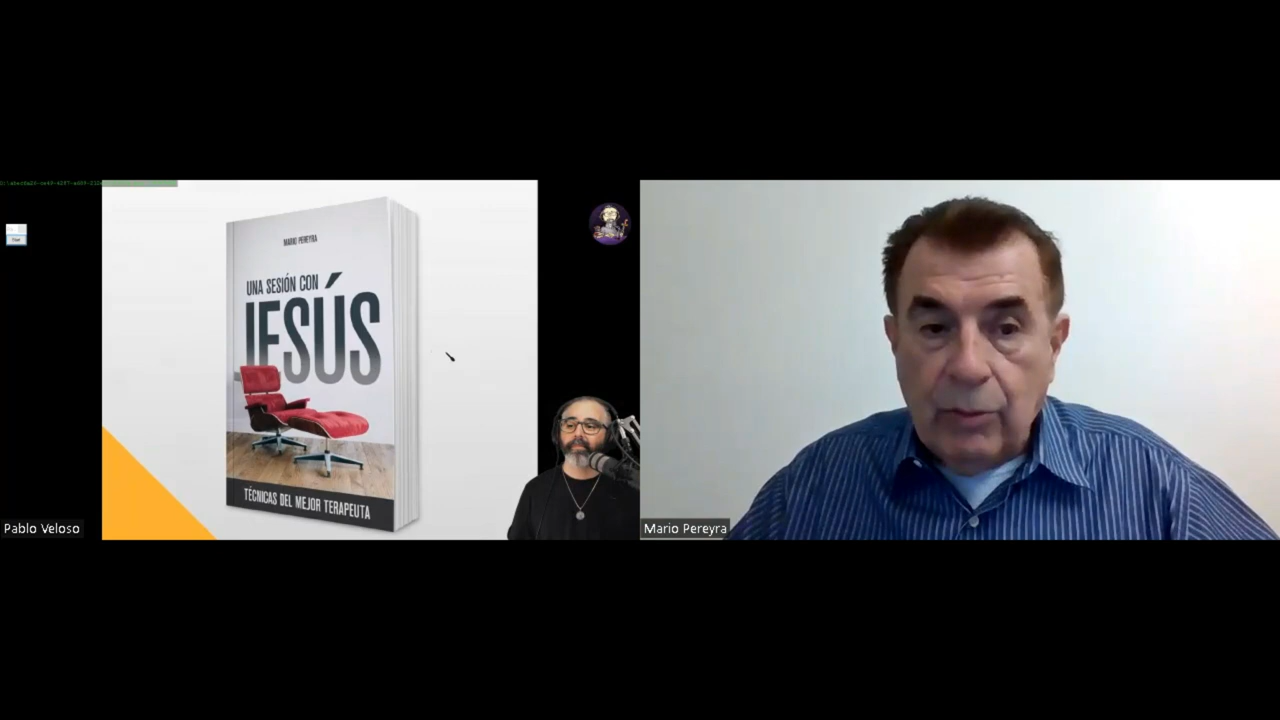 MARIO PEREYRA
UNA SESIÓN CON
JESÚS
TÉCNICAS DEL MEJOR TERAPEUTA
Pablo Veloso
Mario Pereyra